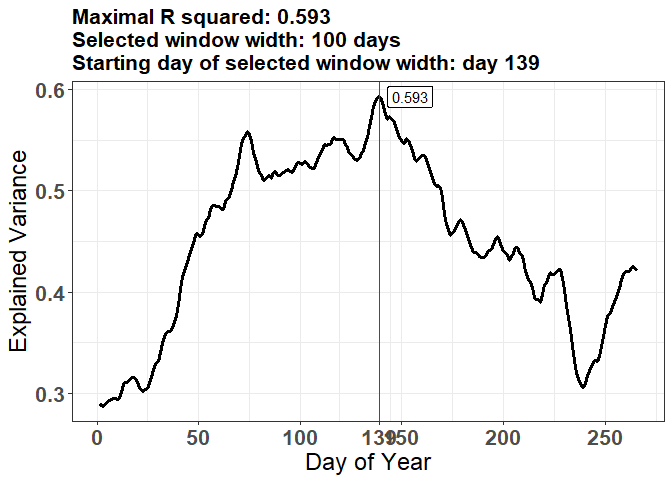 Maximal R squared: 0.593
Selected window width: 100 days
Starting day of selected window width: day 139
0.6
0.593
0.5
0.4
0.3
Explained Variance
0 50 100 139 150 200 250
Day of Year